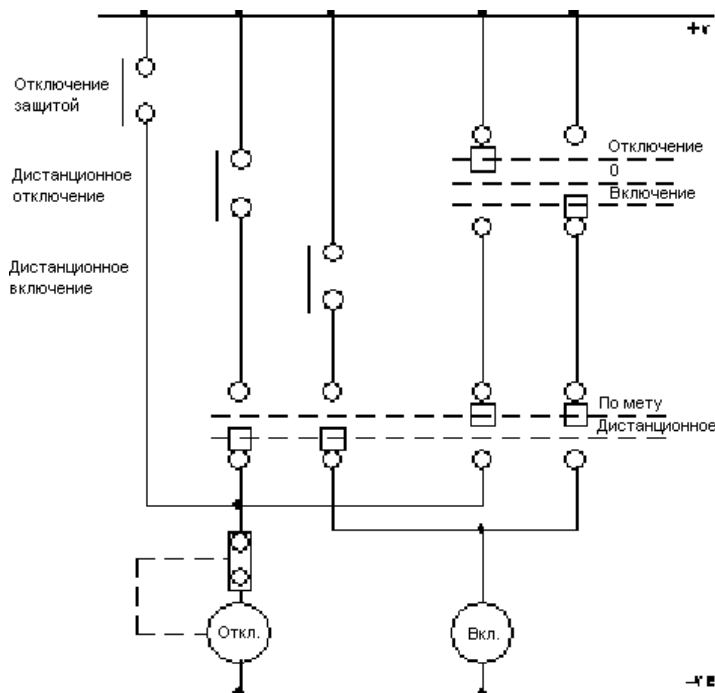 +v
Отключение
защитой
Дистанционное
отключение
Дистанционное
включение
Отключение
0
Включение
По мету
Дистанционное
Откл.
Вкл.